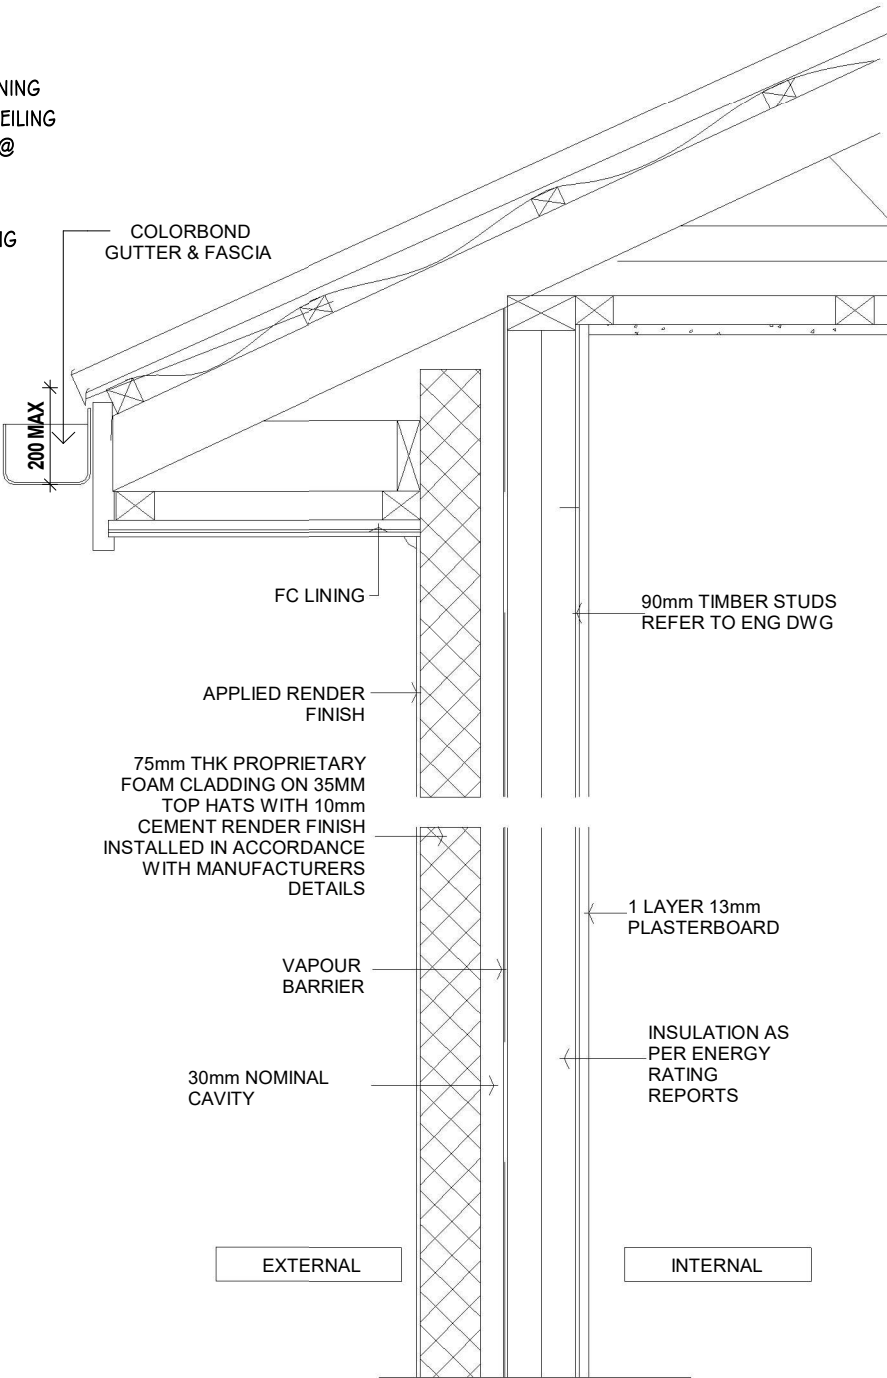 @
COLORBOND
GUTTER & FASCIA
200 MAX
FC LINING
90mm TIMBER STUDS
REFER TO ENG DWG
APPLIED RENDER
FINISH
75mm THK PROPRIETARY
FOAM CLADDING ON 35MM
TOP HATS WITH 10mm
CEMENT RENDER FINISH
INSTALLED IN ACCORDANCE
WITH MANUFACTURERS
DETAILS
1 LAYER 13mm
PLASTERBOARD
VAPOUR
BARRIER
INSULATION AS
PER ENERGY
RATING
REPORTS
30mm NOMINAL
CAVITY
EXTERNAL
INTERNAL